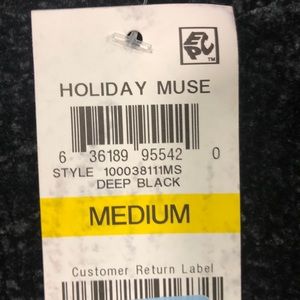 HOLIDAY MUSE
6 36189 95542 0
STYLE 100038111MS
DEEP BLACK
MEDIUM
Customer Return Label